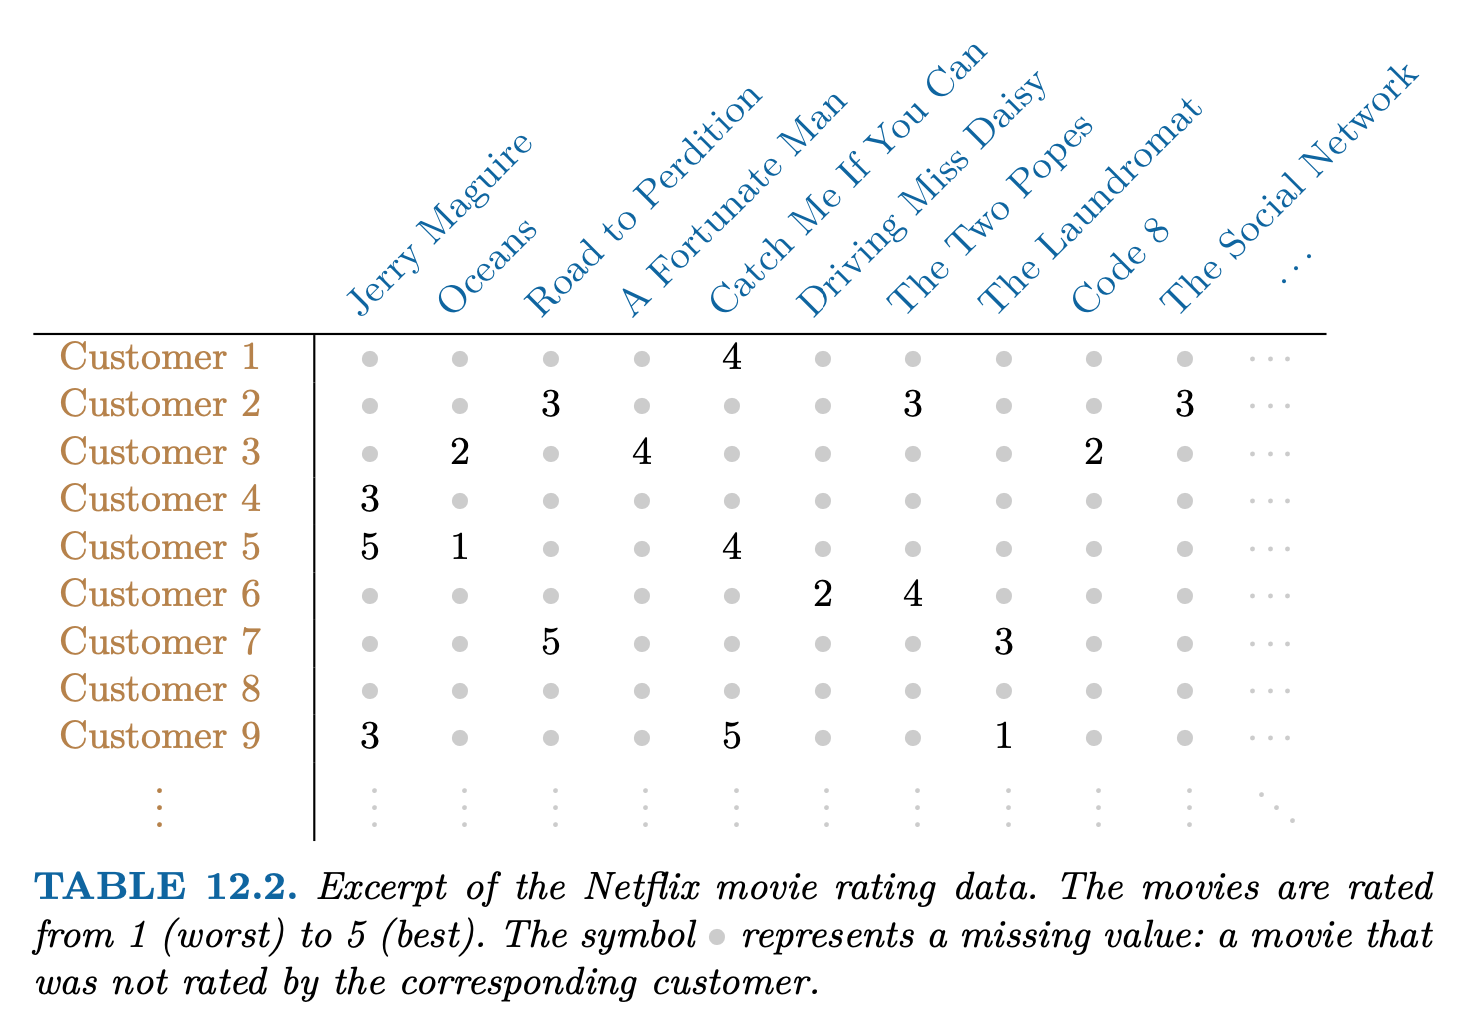 Jerry Maguire
Oceans
Road to Perdition
A Fortunate Man
Catch Me If You Can
Driving Miss Daisy
The Two Popes
The Laundromat
Code 8
The Social Network
· · ·
Customer 1 • • • • 4 • • • • • · · ·
Customer 2 • • 3 • • • 3 • • 3 · · ·
Customer 3 • 2 • 4 • • • • 2 • · · ·
Customer 4 3 • • • • • • • • • · · ·
Customer 5 5 1 • • 4 • • • • • · · ·
Customer 6 • • • • • 2 4 • • • · · ·
Customer 7 • • 5 • • • • 3 • • · · ·
Customer 8 • • • • • • • • • • · · ·
Customer 9 3 • • • 5 • • 1 • • · · ·
⋮ ⋮ ⋮ ⋮ ⋮ ⋮ ⋮ ⋮ ⋮ ⋮ ⋮ ⋱
TABLE 12.2. Excerpt of the Netflix movie rating data. The movies are rated
from 1 (worst) to 5 (best). The symbol • represents a missing value: a movie that
was not rated by the corresponding customer.